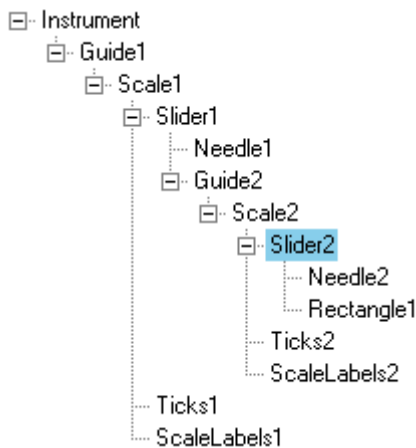 Instrument
Guide1
Scale1
Slider1
Needle1
Guide2
Scale2
Slider2
Needle2
Rectangle1
Ticks2
ScaleLabels2
Ticks1
ScaleLabels1